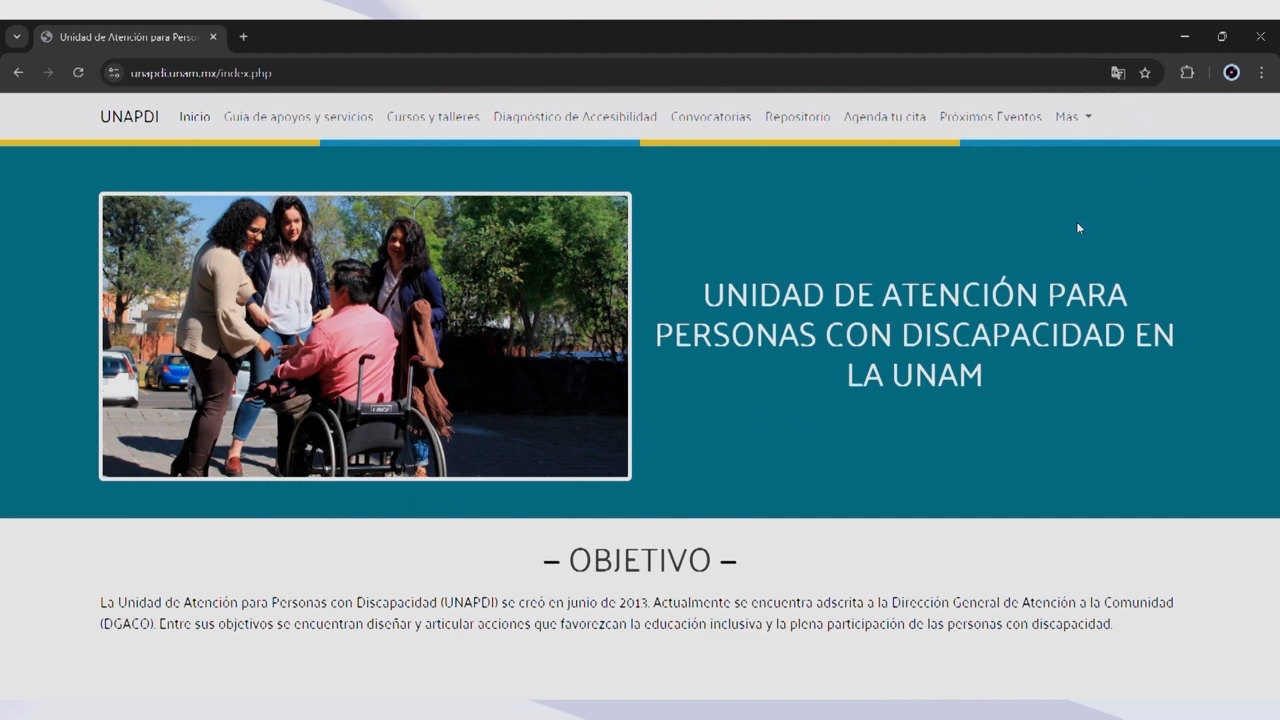 Unidad de Atención para Perso
unapdi.unam.mx/index.php
UNAPDI Inicio Guía de apoyos y servicios Cursos y talleres Diagnóstico de Accesibilidad Convocatorias Repositorio Agenda tu cita Próximos Eventos Más
UNIDAD DE ATENCIÓN PARA
PERSONAS CON DISCAPACIDAD EN
LA UNAM
– OBJETIVO –
La Unidad de Atención para Personas con Discapacidad (UNAPDI) se creó en junio de 2013. Actualmente se encuentra adscrita a la Dirección General de Atención a la Comunidad
(DGACO). Entre sus objetivos se encuentran diseñar y articular acciones que favorezcan la educación inclusiva y la plena participación de las personas con discapacidad.